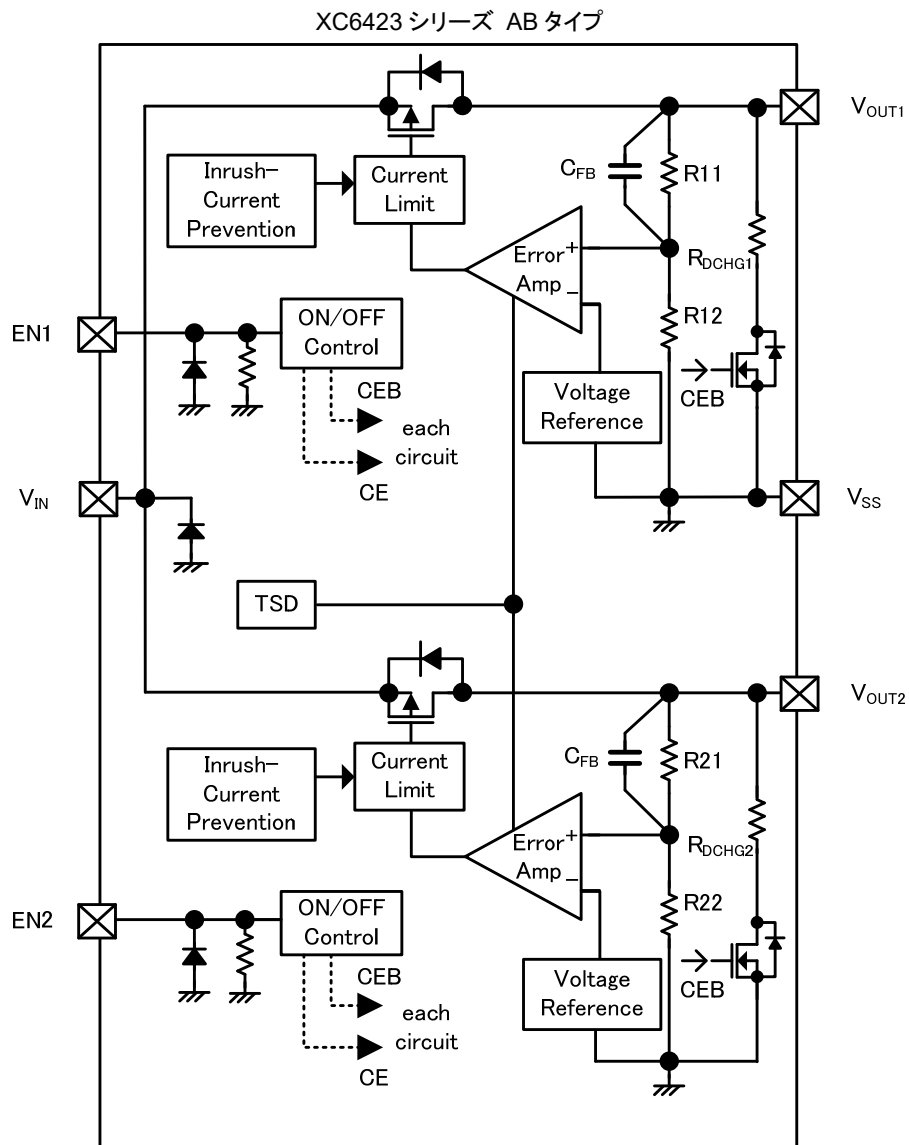 XC6423 シリーズ AB タイプ
VOUT1
Inrush-
Current
Prevention
Current
Limit
CFB
R11
Error +
Amp -
RDCHG1
R12
EN1
ON/OFF
Control
CEB
each
circuit
CE
Voltage
Reference
CEB
VIN
VSS
TSD
VOUT2
Inrush-
Current
Prevention
Current
Limit
CFB
R21
Error +
Amp -
RDCHG2
R22
EN2
ON/OFF
Control
CEB
each
circuit
CE
Voltage
Reference
CEB